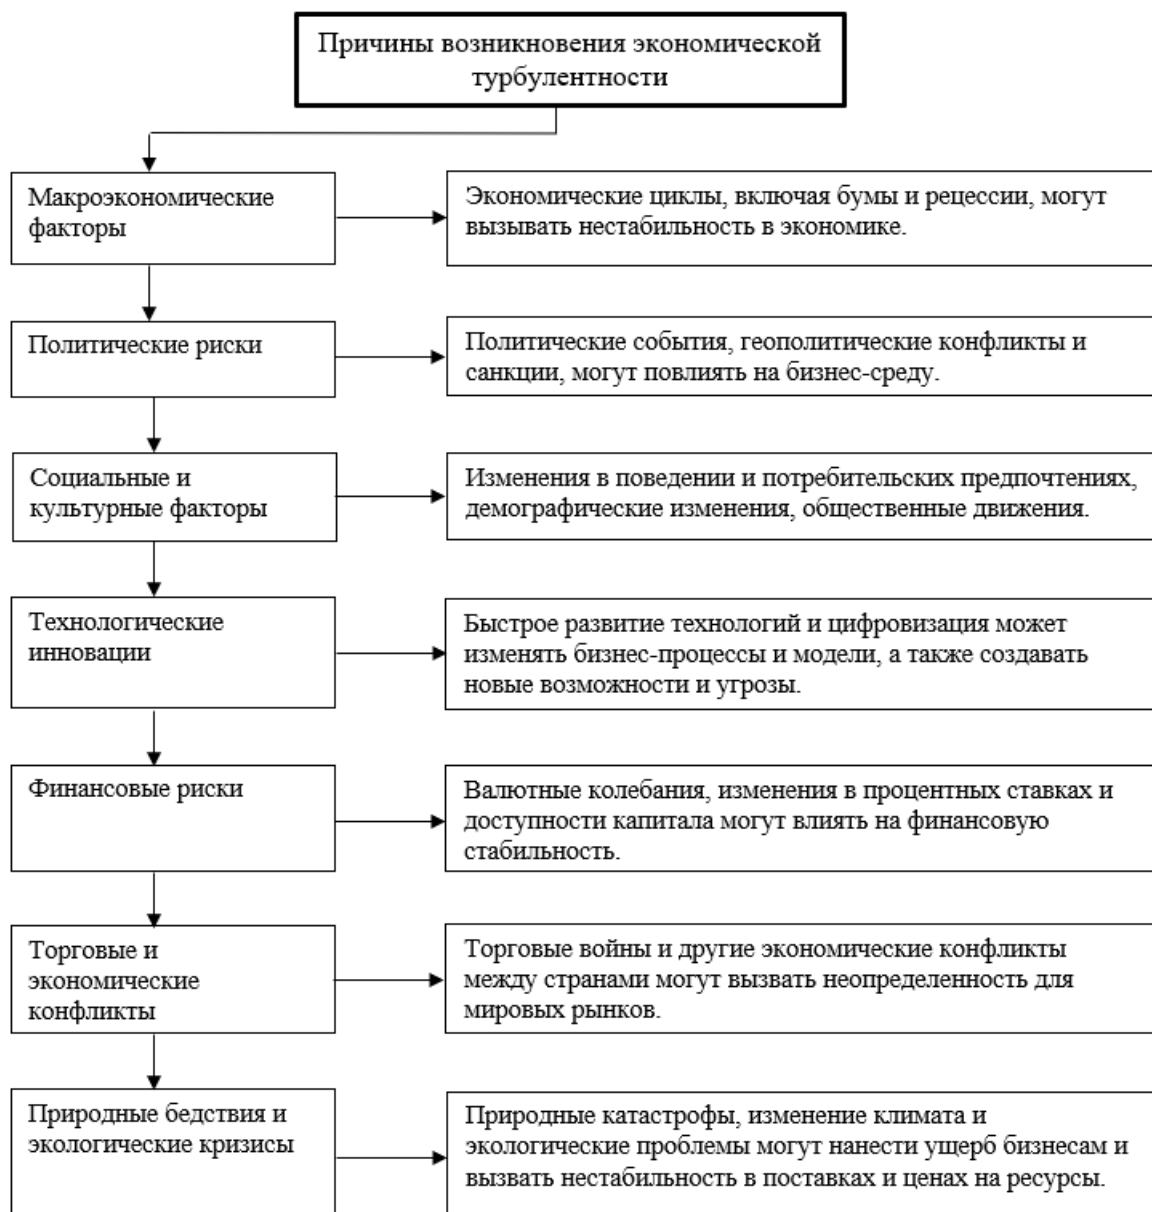 Причины возникновения экономической
турбулентности
Макроэкономические
факторы
Экономические циклы, включая бумы и рецессии, могут
вызывать нестабильность в экономике.
Политические риски
Политические события, геополитические конфликты и
санкции, могут повлиять на бизнес-среду.
Социальные и
культурные факторы
Изменения в поведении и потребительских предпочтениях,
демографические изменения, общественные движения.
Технологические
инновации
Быстрое развитие технологий и цифровизация может
изменять бизнес-процессы и модели, а также создавать
новые возможности и угрозы.
Финансовые риски
Валютные колебания, изменения в процентных ставках и
доступности капитала могут влиять на финансовую
стабильность.
Торговые и
экономические
конфликты
Торговые войны и другие экономические конфликты
между странами могут вызвать неопределенность для
мировых рынков.
Природные бедствия и
экологические кризисы
Природные катастрофы, изменение климата и
экологические проблемы могут нанести ущерб бизнесам и
вызвать нестабильность в поставках и ценах на ресурсы.